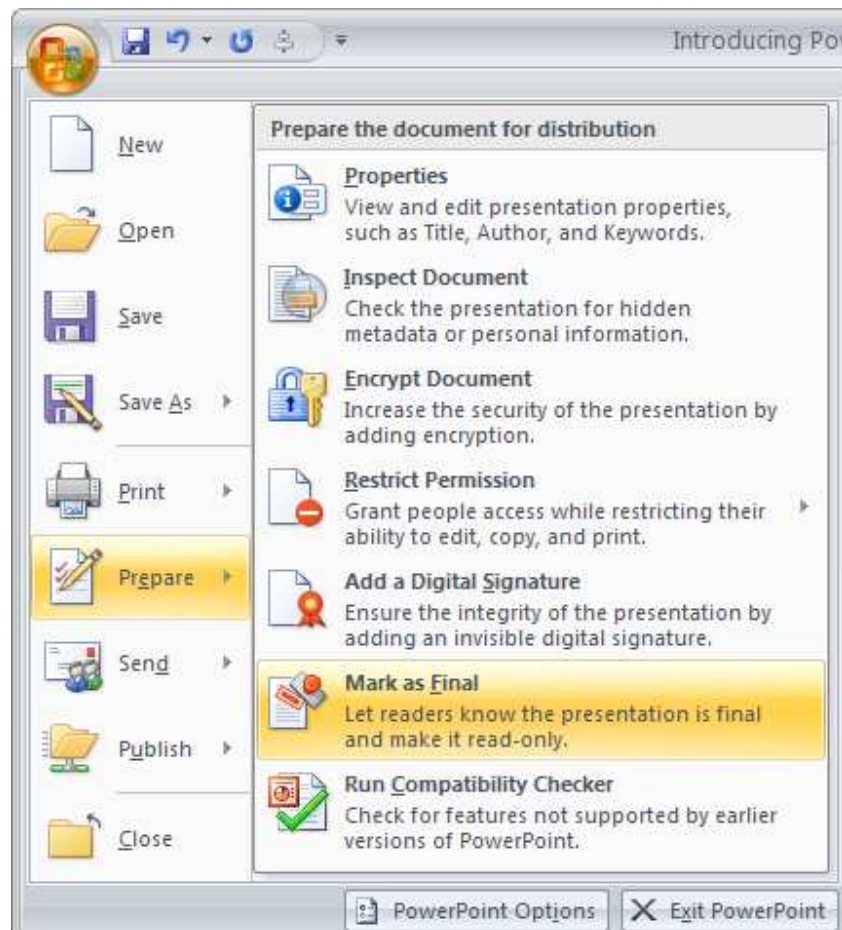 Introducing Po
New
Open
Save
Save As
Print
Prepare
Send
Publish
Close
Prepare the document for distribution
Properties
View and edit presentation properties,
such as Title, Author, and Keywords.
Inspect Document
Check the presentation for hidden
metadata or personal information.
Encrypt Document
Increase the security of the presentation by
adding encryption.
Restrict Permission
Grant people access while restricting their
ability to edit, copy, and print.
Add a Digital Signature
Ensure the integrity of the presentation by
adding an invisible digital signature.
Mark as Final
Let readers know the presentation is final
and make it read-only.
Run Compatibility Checker
Check for features not supported by earlier
versions of PowerPoint.
PowerPoint Options
Exit PowerPoint